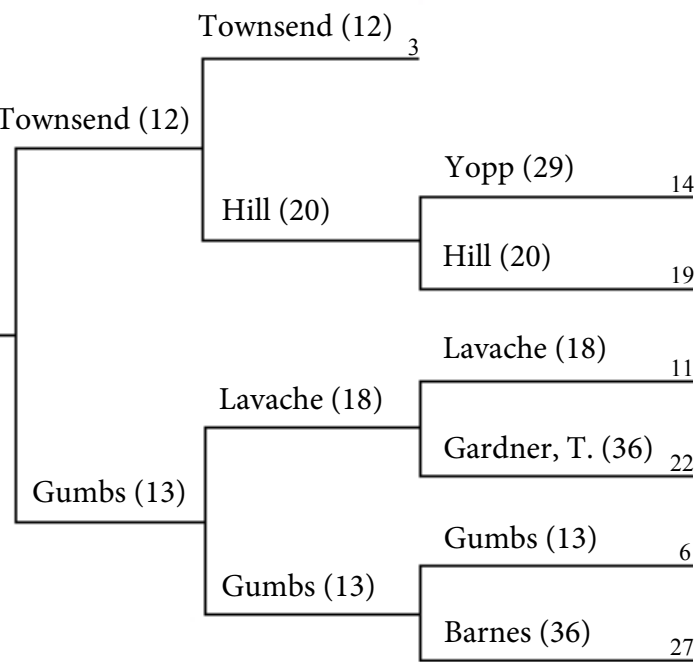 Townsend (12) 3
Townsend (12)
Yopp (29) 14
Hill (20)
Hill (20) 19
Lavache (18) 11
Lavache (18)
Gardner, T. (36) 22
Gumbs (13)
Gumbs (13) 6
Gumbs (13)
Barnes (36) 27